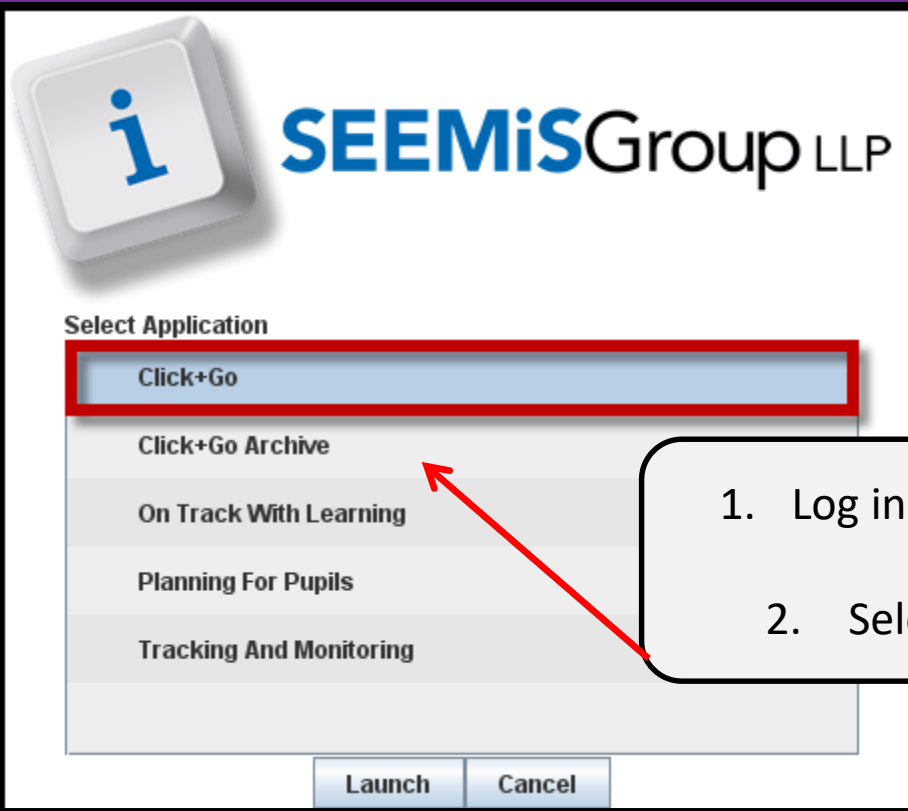 i
SEEMiSGroup LLP
Select Application
Click+Go
Click+Go Archive
On Track With Learning
Planning For Pupils
Tracking And Monitoring
1. Log in
2.
Launch Cancel